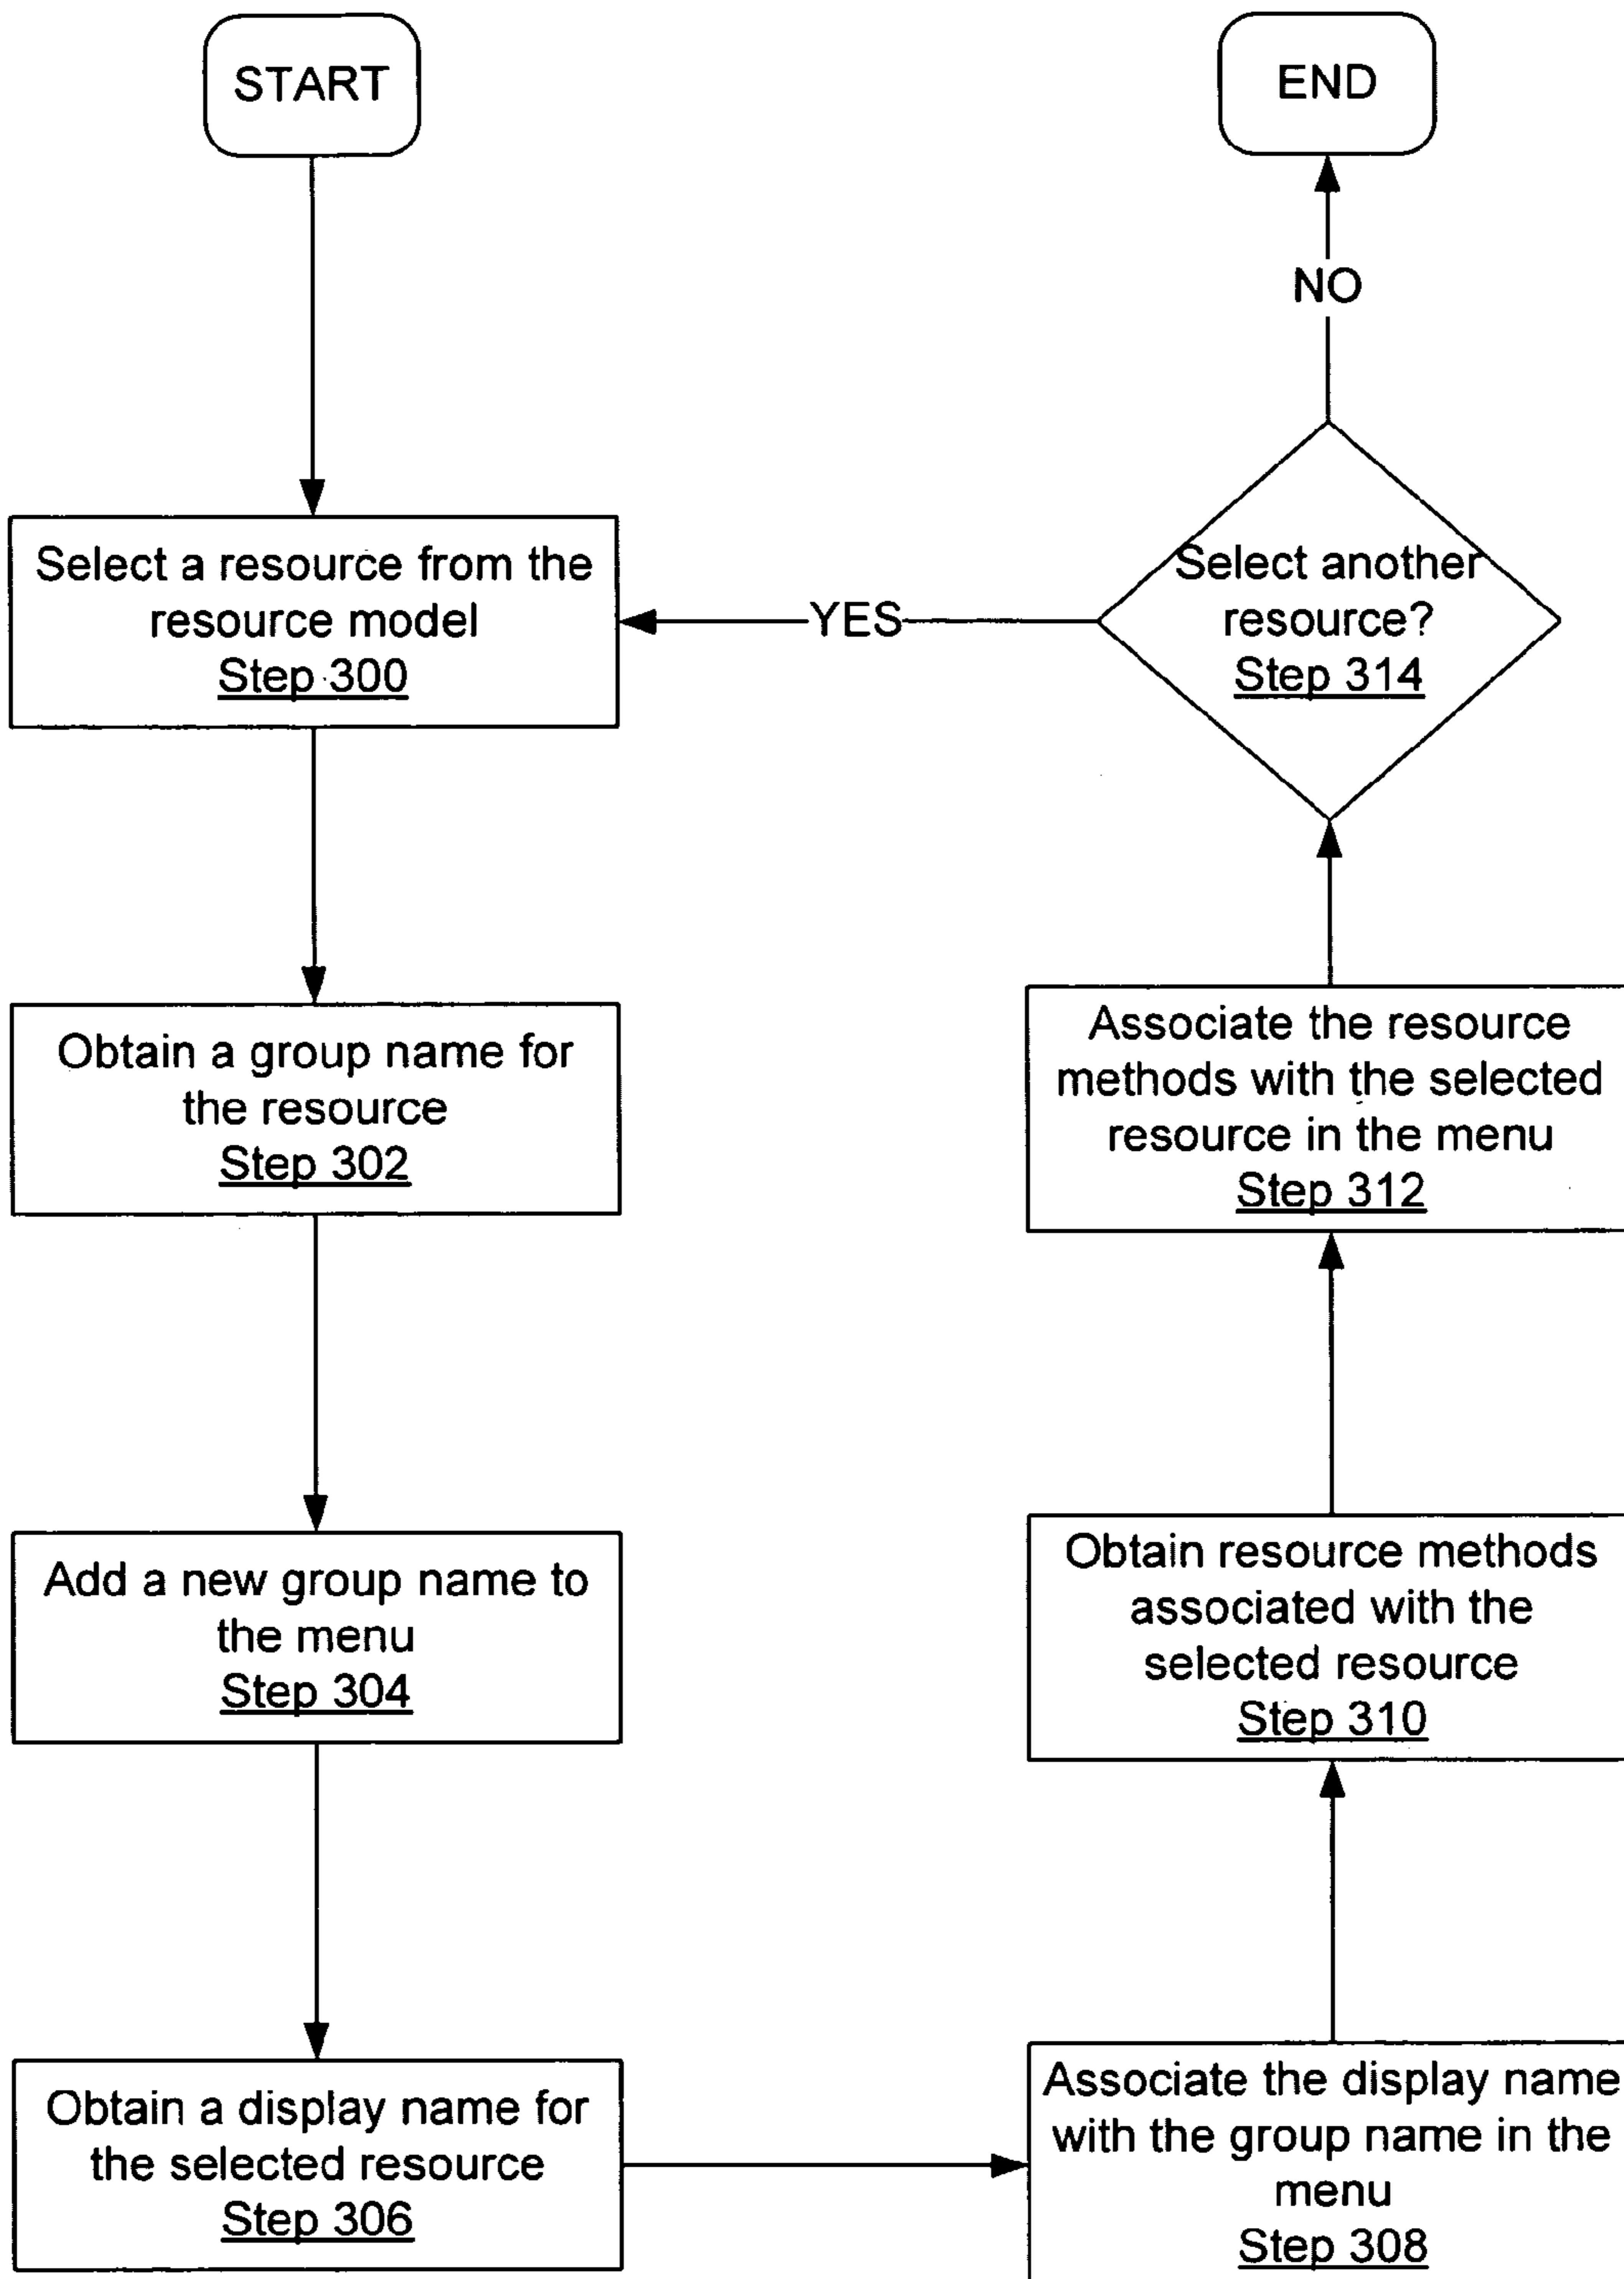 START
Select a resource from the
resource model
Step 300
Obtain a group name for
the resource
Step 302
Add a new group name to
the menu
Step 304
Obtain a display name for
the selected resource
Step 306
Associate the display name
with the group name in the
menu
Step 308
Obtain resource methods
associated with the
selected resource
Step 310
Associate the resource
methods with the selected
resource in the menu
Step 312
Select another
resource?
Step 314
YES
NO
END